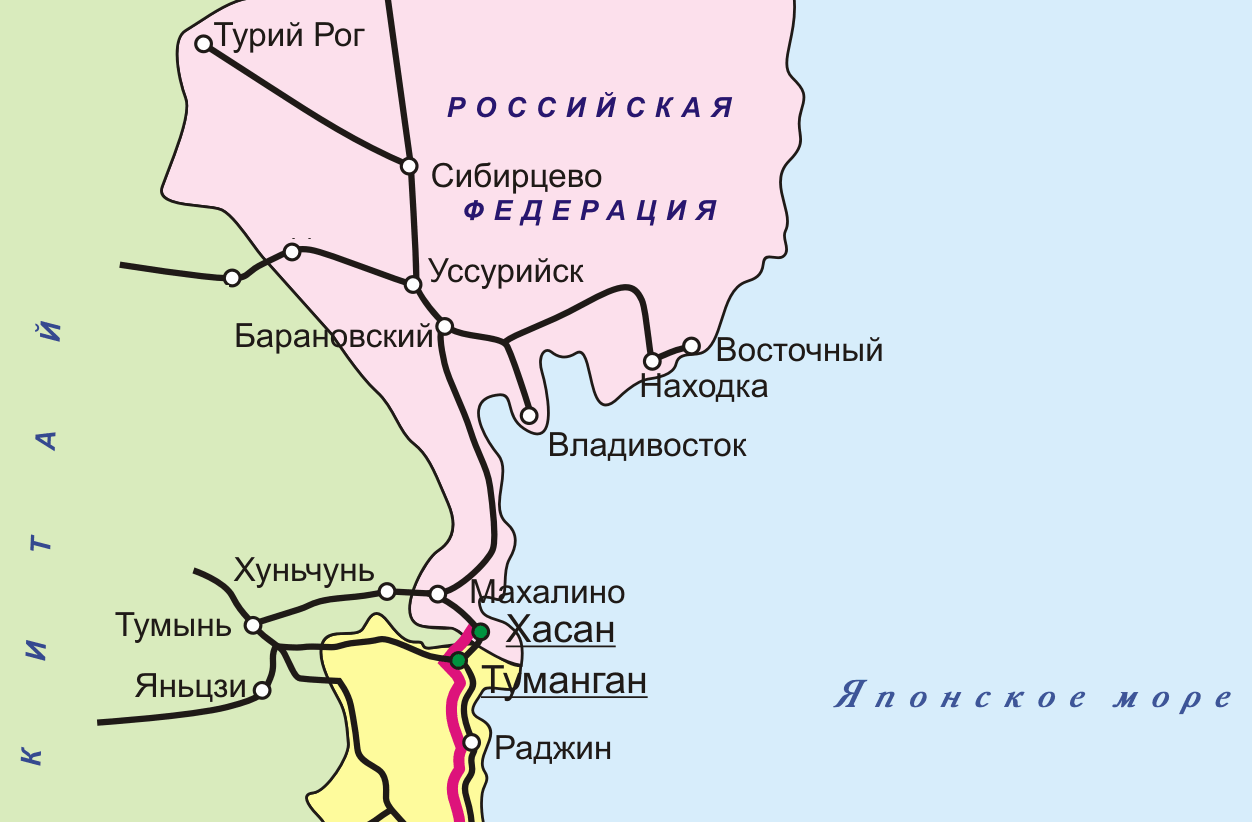 Турий Рог
РОССИЙСКАЯ
Сибирцево
ФЕДЕРАЦИЯ
Уссурийск
Барановский
Восточный
Находка
Владивосток
КИТАЙ
Хуньчунь
Махалино
Тумынь
Хасан
Туманган
Яньцзи
Японское море
Раджин